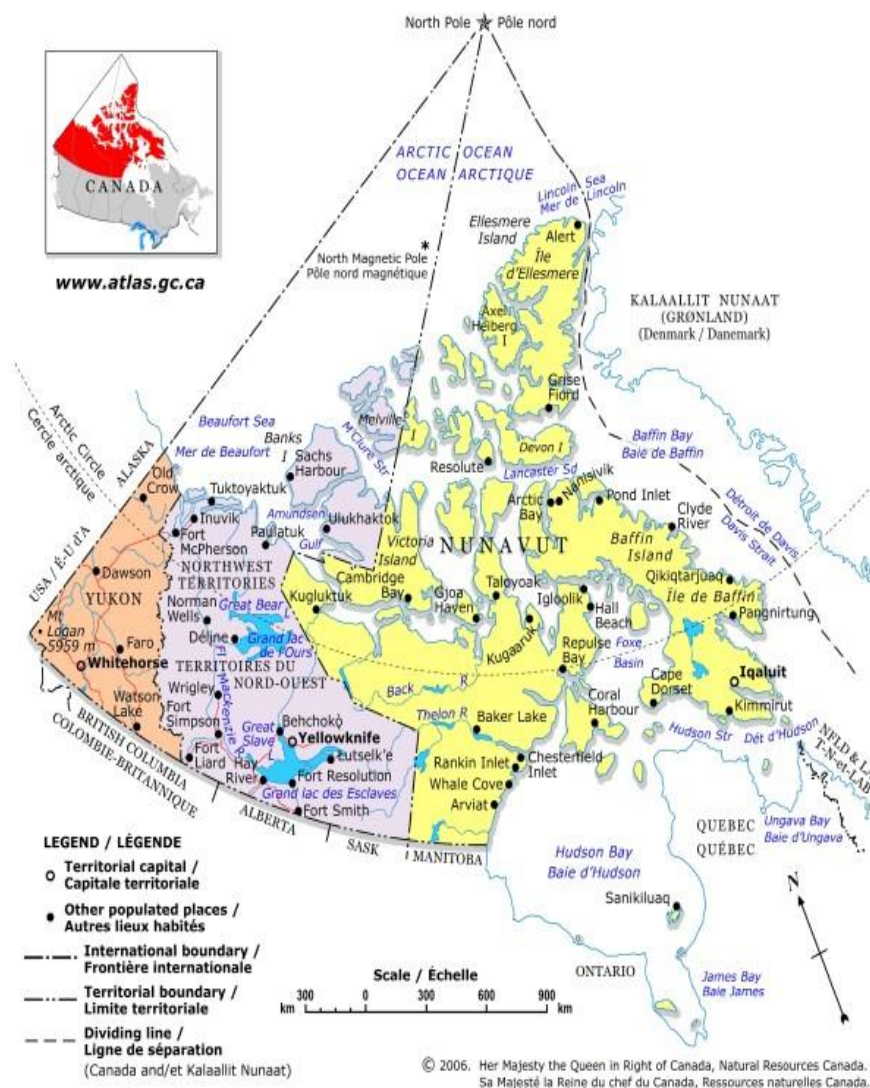 North Pole Pôle nord
CANADA
www.atlas.gc.ca
ARCTIC OCEAN
OCEAN ARCTIQUE
Lincoln Sea
Mer de Lincoln
Ellesmere
Island
Alert
Île
d'Ellesmere
North Magnetic Pole
Pôle nord magnétique
Axel
Heiberg
I
KALAALLIT NUNAAT
(GRØNLAND)
(Denmark / Danemark)
Grise
Fiord
Arctic Circle
Cercle arctique
Beaufort Sea
Mer de Beaufort
Melville
I
M'Clure Str
Banks
I
Sachs
Harbour
Devon I
Resolute
Lancaster Sd
Baffin Bay
Baie de Baffin
ALASKA
USA / É-U d'A
Old
Crow
Tuktoyaktuk
Inuvik
Fort
McPherson
Amundsen
Gulf
Ulukhaktok
Paulatuk
Arctic
Bay
Nanisivik
Pond Inlet
Clyde
River
Détroit de Davis
Davis Strait
Victoria
Island
NUNAVUT
Baffin
Island
Île de Baffin
Qikiqtarjuaq
Pangnirtung
Dawson
YUKON
NORTHWEST
TERRITORIES
Norman
Wells
Great Bear
L
Grand lac
de l'Ours
Déline
Kugluktuk
Cambridge
Bay
Gjoa
Haven
Taloyoak
Kugaaruk
Igloolik
Hall
Beach
Repulse
Bay
Foxe
Basin
Mt
Logan
5959 m
Faro
Whitehorse
Watson
Lake
TERRITOIRES DU
NORD-OUEST
Wrigley
Fl Mackenzie R
Fort
Simpson
Fort
Liard
Great
Slave
L
Behchokò
Yellowknife
Łutselk'e
Hay
River
Fort Resolution
Grand lac des Esclaves
Fort Smith
Back R
Thelon R
Baker Lake
Chesterfield
Inlet
Rankin Inlet
Whale Cove
Arviat
Coral
Harbour
Cape
Dorset
Iqaluit
Kimmirut
Hudson Str Dét d'Hudson
NFLD & LAB
T-N-et-LAB
BRITISH COLUMBIA
COLOMBIE-BRITANNIQUE
ALBERTA
SASK
MANITOBA
QUEBEC
QUÉBEC
Ungava Bay
Baie d'Ungava
Hudson Bay
Baie d'Hudson
Sanikiluaq
ONTARIO
James Bay
Baie James
N
LEGEND / LÉGENDE
Territorial capital /
Capitale territoriale
Other populated places /
Autres lieux habités
International boundary /
Frontière internationale
Territorial boundary /
Limite territoriale
Dividing line /
Ligne de séparation
(Canada and/et Kalaallit Nunaat)
Scale / Échelle
300 0 300 600 900
km km
© 2006. Her Majesty the Queen in Right of Canada, Natural Resources Canada.
Sa Majesté la Reine du chef du Canada, Ressources naturelles Canada.